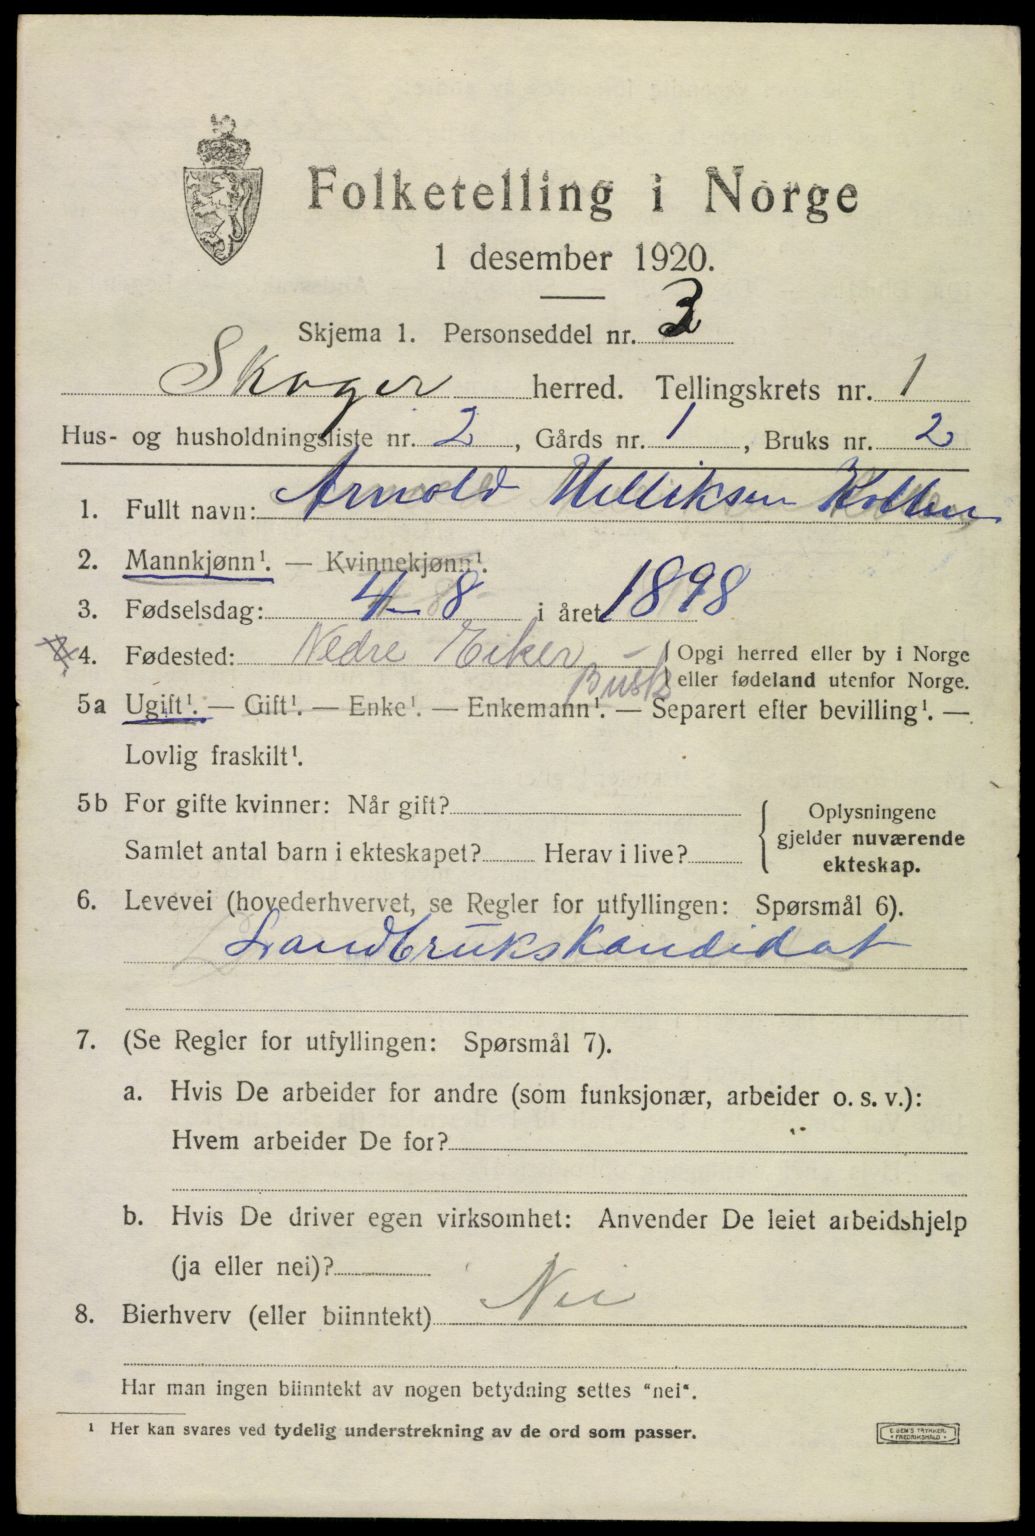 Folketelling i Norge
1 desember 1920.
Skjema 1. Personseddel nr. 3
Skoger herred. Tellingskrets nr. 1
Hus- og husholdningsliste nr. 2, Gårds nr. 1, Bruks nr. 2
1. Fullt navn: Arnold Kolken
2. Mannkjønn¹. — Kvinnekjønn¹.
3. Fødselsdag: 4-8 i året 1898
4. Fødested: Nedre Eiker - Opgi herred eller by i Norge
Busk eller fødeland utenfor Norge.
5a Ugift¹. — Gift¹. — Enke¹. — Enkemann¹. — Separert efter bevilling¹. —
Lovlig fraskilt¹.
5b For gifte kvinner: Når gift?
Samlet antal barn i ekteskapet? Herav i live?
Oplysningene
gjelder nuværende
ekteskap.
6. Levevei (hovederhvervet, se Regler for utfyllingen: Spørsmål 6).
Landbrukskandidat
7. (Se Regler for utfyllingen: Spørsmål 7).
a. Hvis De arbeider for andre (som funksjonær, arbeider o. s. v.):
Hvem arbeider De for?
b. Hvis De driver egen virksomhet: Anvender De leiet arbeidshjelp
(ja eller nei)?
8. Bierhverv (eller biinntekt) Nei
Har man ingen biinntekt av nogen betydning settes "nei".
¹ Her kan svares ved tydelig understrekning av de ord som passer.